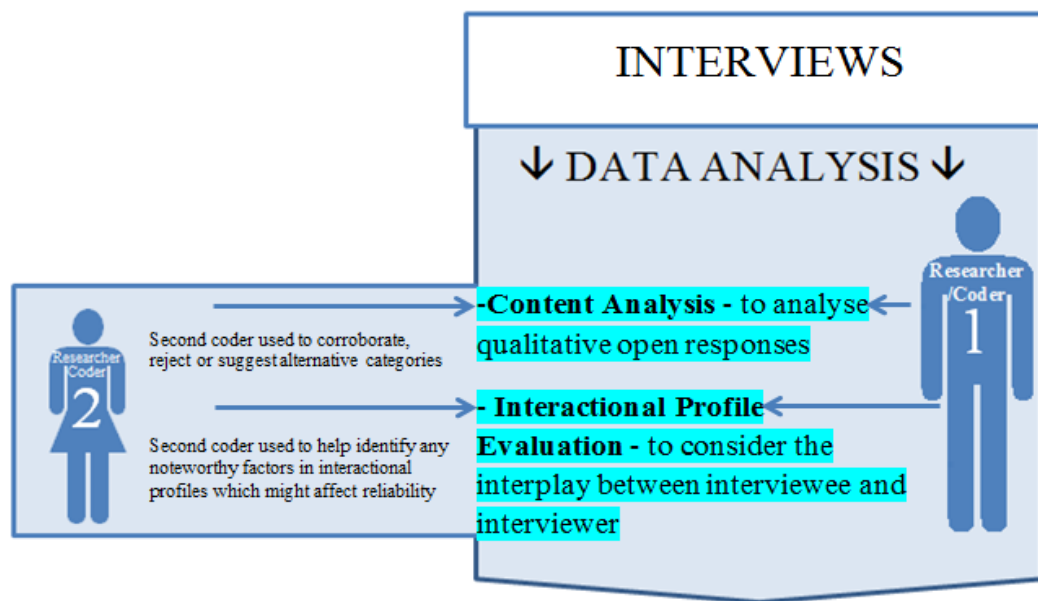 INTERVIEWS
↓ DATA ANALYSIS ↓
Researcher
/Coder
1
-Content Analysis - to analyse
qualitative open responses
- Interactional Profile
Evaluation - to consider the
interplay between interviewee and
interviewer
Researcher
Coder
2
Second coder used to corroborate,
reject or suggest alternative categories
Second coder used to help identify any
noteworthy factors in interactional
profiles which might affect reliability